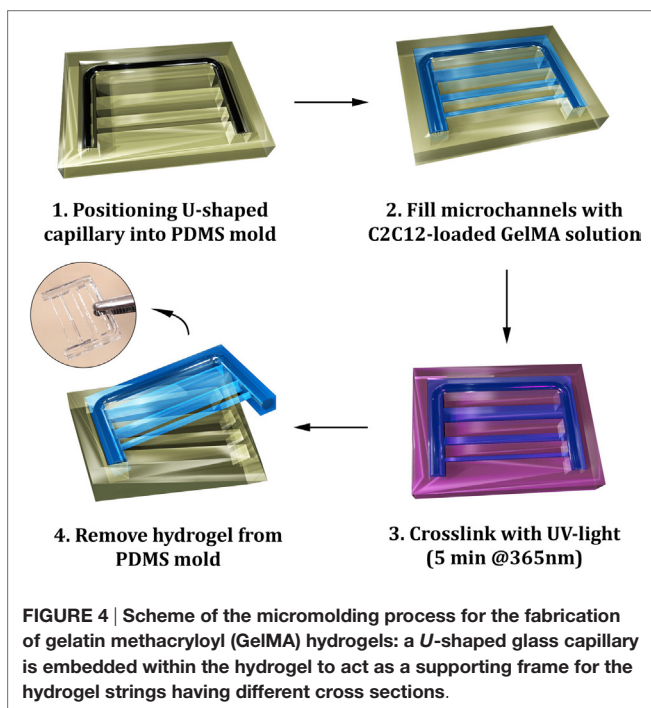 1. Positioning U-shaped
capillary into PDMS mold
2. Fill microchannels with
C2C12-loaded GelMA solution
4. Remove hydrogel from
PDMS mold
3. Crosslink with UV-light
(5 min @365nm)
FIGURE 4 | Scheme of the micromolding process for the fabrication
of gelatin methacryloyl (GelMA) hydrogels: a U-shaped glass capillary
is embedded within the hydrogel to act as a supporting frame for the
hydrogel strings having different cross sections.